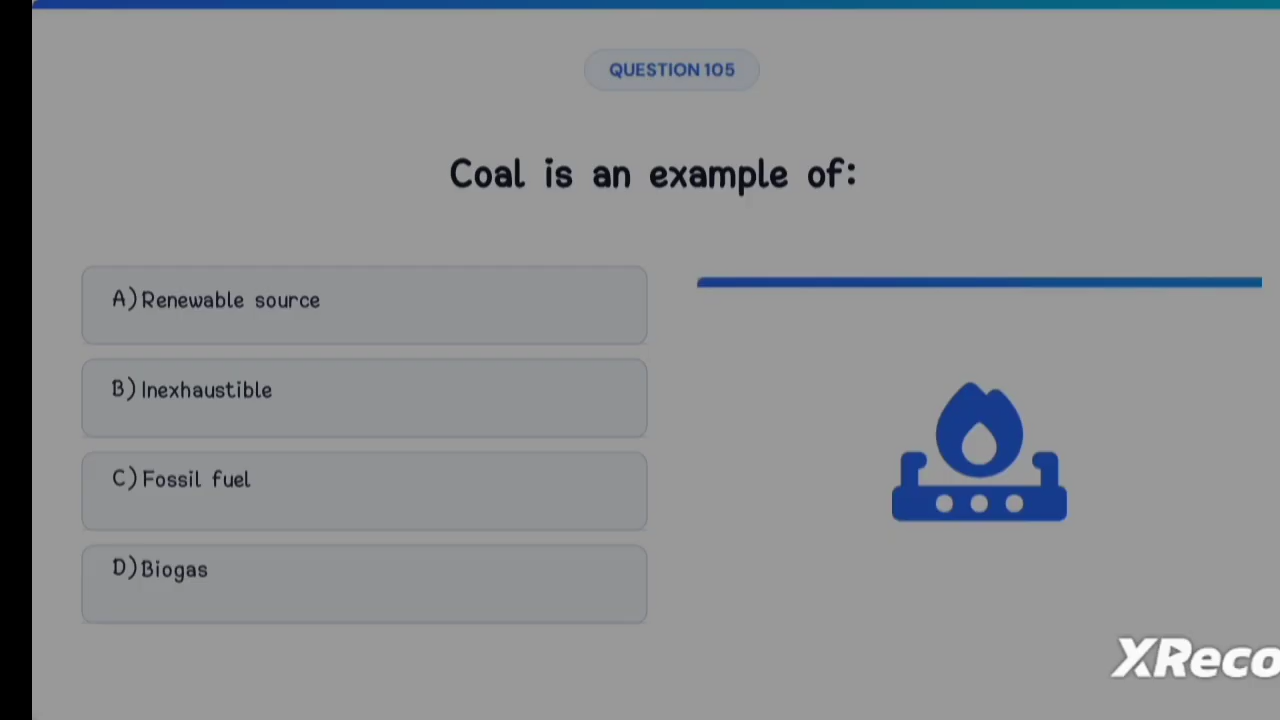 QUESTION 105
Coal is an example of:
A) Renewable source
B) Inexhaustible
C) Fossil fuel
D) Biogas
XReco